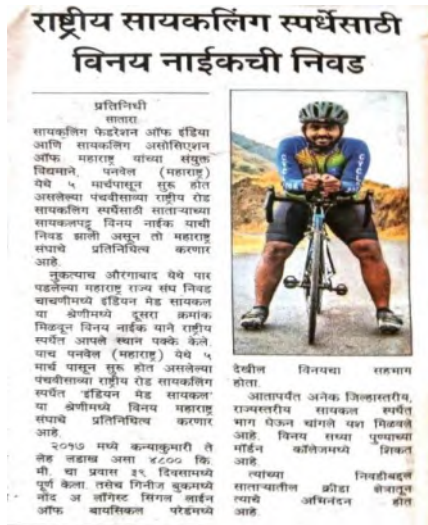 राष्ट्रीय सायकलिंग स्पर्धेसाठी
विनय नाईकची निवड
प्रतिनिधी
सातारा
सायकलिंग फेडरेशन ऑफ इंडिया
आणि सायकलिंग असोसिएशन
ऑफ महाराष्ट्र यांच्या संयुक्त
विद्यमाने, पनवेल (महाराष्ट्र)
येथे ५ मार्चपासून सुरू होत
असलेल्या पंचवीसाव्या राष्ट्रीय रोड
सायकलिंग स्पर्धेसाठी साताऱ्याच्या
सायकलपटू विनय नाईक याची
निवड झाली असून तो महाराष्ट्र
संघाचे प्रतिनिधित्व करणार
आहे.
नुकत्याच औरंगाबाद येथे पार
पडलेल्या महाराष्ट्र राज्य संघ निवड
चाचणीमध्ये इंडियन मेड सायकल
या श्रेणीमध्ये दुसरा क्रमांक
मिळवून विनय नाईक याने राष्ट्रीय
स्पर्धेत आपले स्थान पक्के केले.
याच पनवेल (महाराष्ट्र) येथे ५
मार्च पासून सुरू होत असलेल्या
पंचवीसाव्या राष्ट्रीय रोड सायकलिंग
स्पर्धेत 'इंडियन मेड सायकल'
या श्रेणीमध्ये विनय महाराष्ट्र
संघाचे प्रतिनिधित्व करणार
आहे.
२०१७ मध्ये कन्याकुमारी ते
लेह लडाख असा ४८०० कि.
मी. चा प्रवास ३९ दिवसामध्ये
पूर्ण केला. तसेच गिनीज बुकमध्ये
नोंद अ लाँगेस्ट सिंगल लाईन
ऑफ बायसिकल परेडमध्ये
देखील विनयचा सहभाग
होता.
आतापर्यंत अनेक जिल्हास्तरीय,
राज्यस्तरीय सायकल स्पर्धेत
भाग घेऊन चांगले यश मिळवले
आहे. विनय सध्या पुण्याच्या
मॉर्डन कॉलेजमध्ये शिकत
आहे.
त्यांच्या निवडीबद्दल
साताऱ्यातील क्रीडा क्षेत्रातून
त्याचे अभिनंदन होत
आहे.